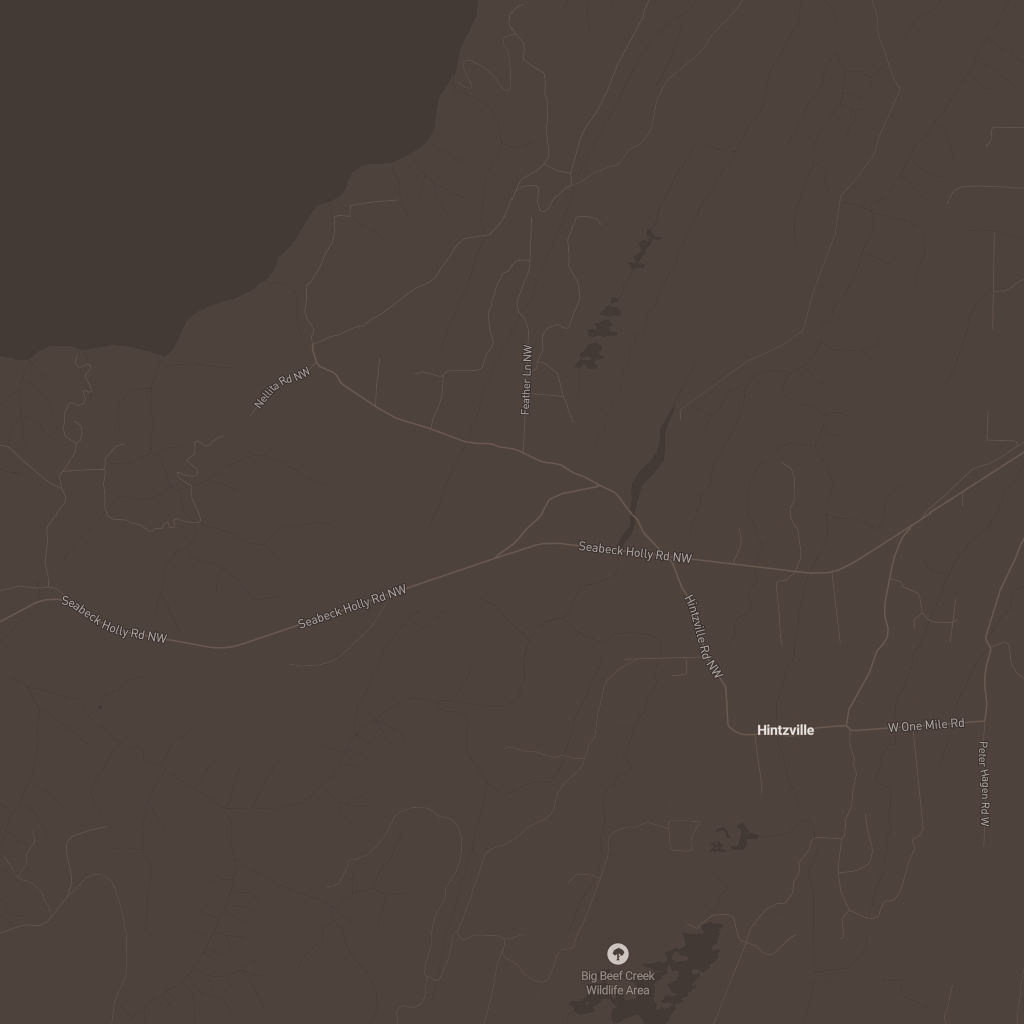 Feather Ln NW
Nellita Rd NW
Seabeck Holly Rd NW
Seabeck Holly Rd NW
Seabeck Holly Rd NW
Hintzville Rd NW
Hintzville
W One Mile Rd
Peter Hagen Rd W
Big Beef Creek
Wildlife Area